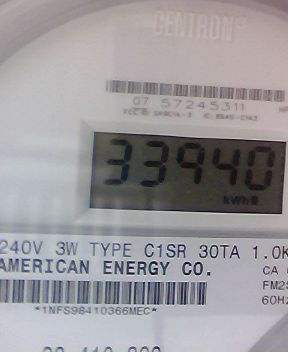 CENTRON®
07 57245311
33940
kWh
240V 3W TYPE C1SR 30TA 1.0K
AMERICAN ENERGY CO.
CA
FM2S
60Hz
*1NFS98410366MEC*